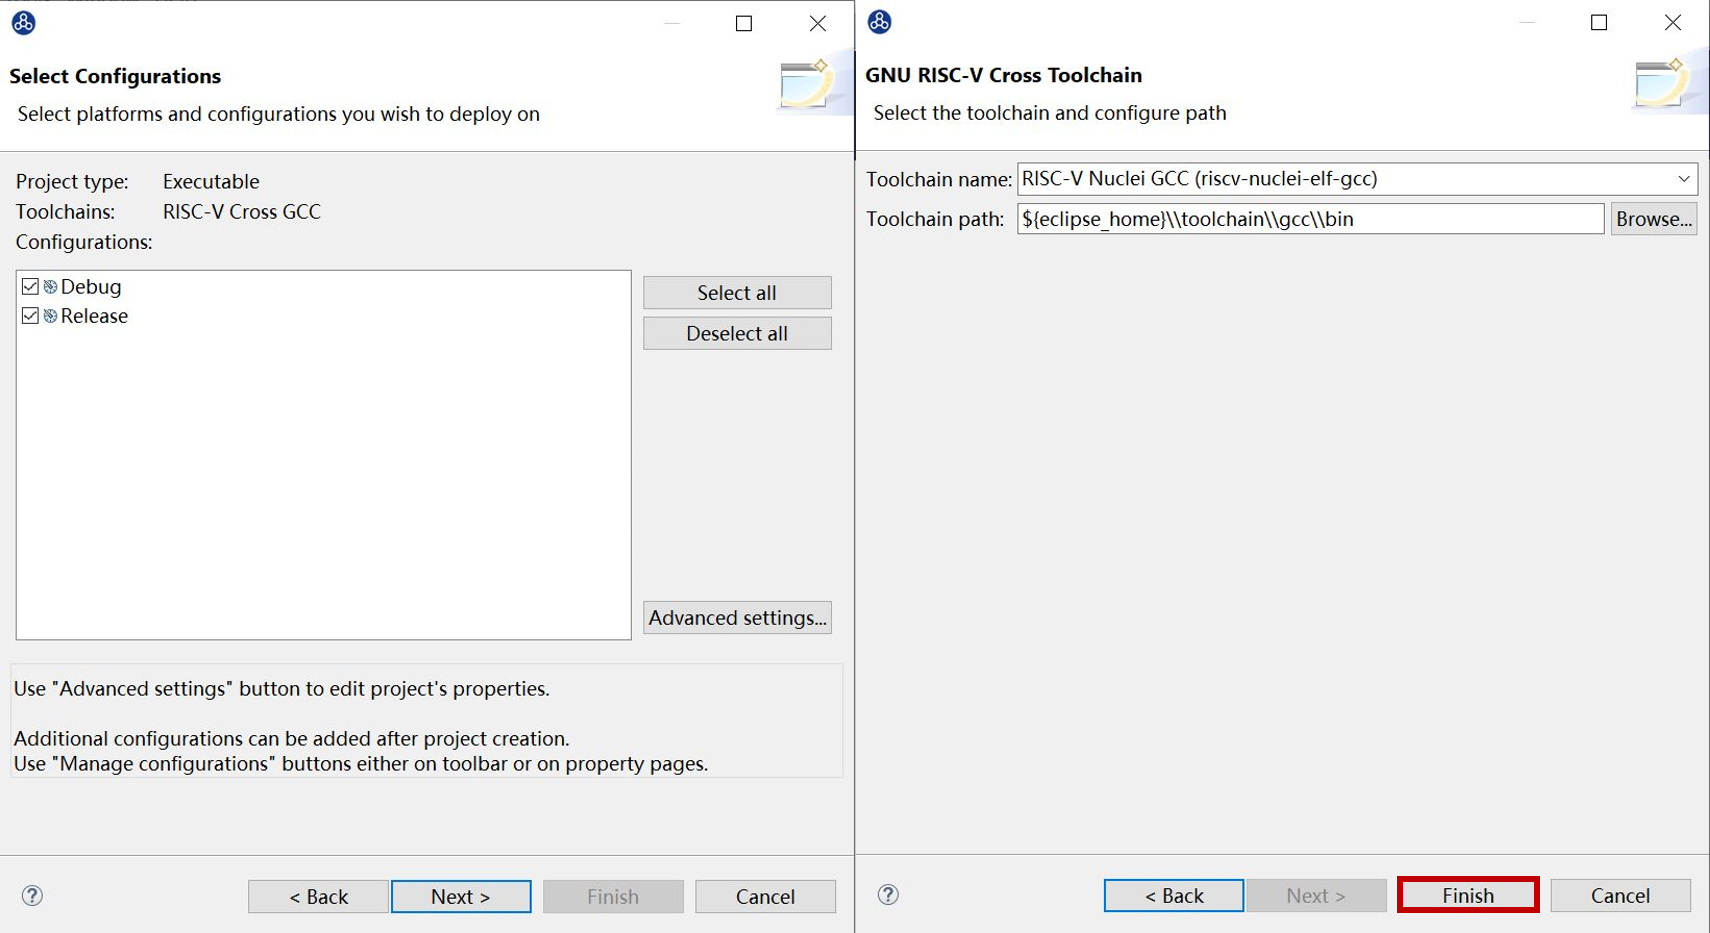 Select Configurations
Select platforms and configurations you wish to deploy on
Project type: Executable
Toolchains: RISC-V Cross GCC
Configurations:
Debug
Release
Select all
Deselect all
Advanced settings...
Use "Advanced settings" button to edit project's properties.
Additional configurations can be added after project creation.
Use "Manage configurations" buttons either on toolbar or on property pages.
< Back
Next >
Finish
Cancel
GNU RISC-V Cross Toolchain
Select the toolchain and configure path
Toolchain name: RISC-V Nuclei GCC (riscv-nuclei-elf-gcc)
Toolchain path: ${eclipse_home}\\toolchain\\gcc\\bin Browse...
< Back
Next >
Finish
Cancel